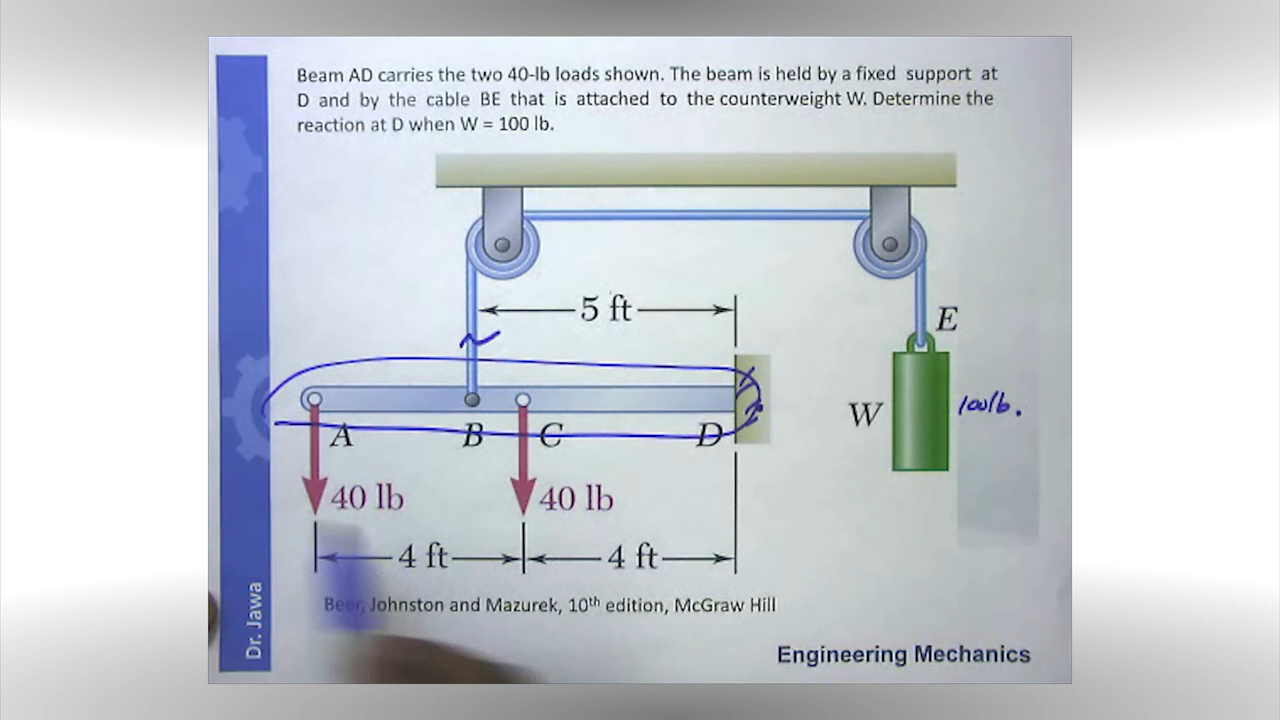 Beam AD carries the two 40-lb loads shown. The beam is held by a fixed support at
D and by the cable BE that is attached to the counterweight W. Determine the
reaction at D when W = 100 lb.
5 ft
E
W
100lb.
A
B
C
D
40 lb
40 lb
4 ft
4 ft
Beer, Johnston and Mazurek, 10th edition, McGraw Hill
Dr. Jawa
Engineering Mechanics